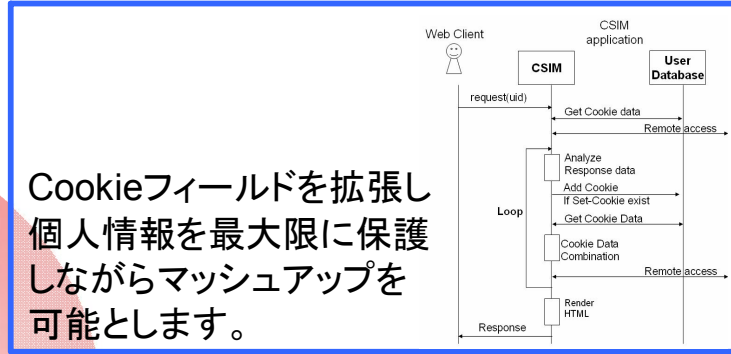 Cookieフィールドを拡張し
個人情報を最大限に保護
しながらマッシュアップを
可能とします。
Web Client
CSIM
application
CSIM
User
Database
request(uid)
Get Cookie data
Remote access
Analyze
Response data
Add Cookie
If Set-Cookie exist
Loop
Get Cookie Data
Cookie Data
Combination
Remote access
Render
HTML
Response